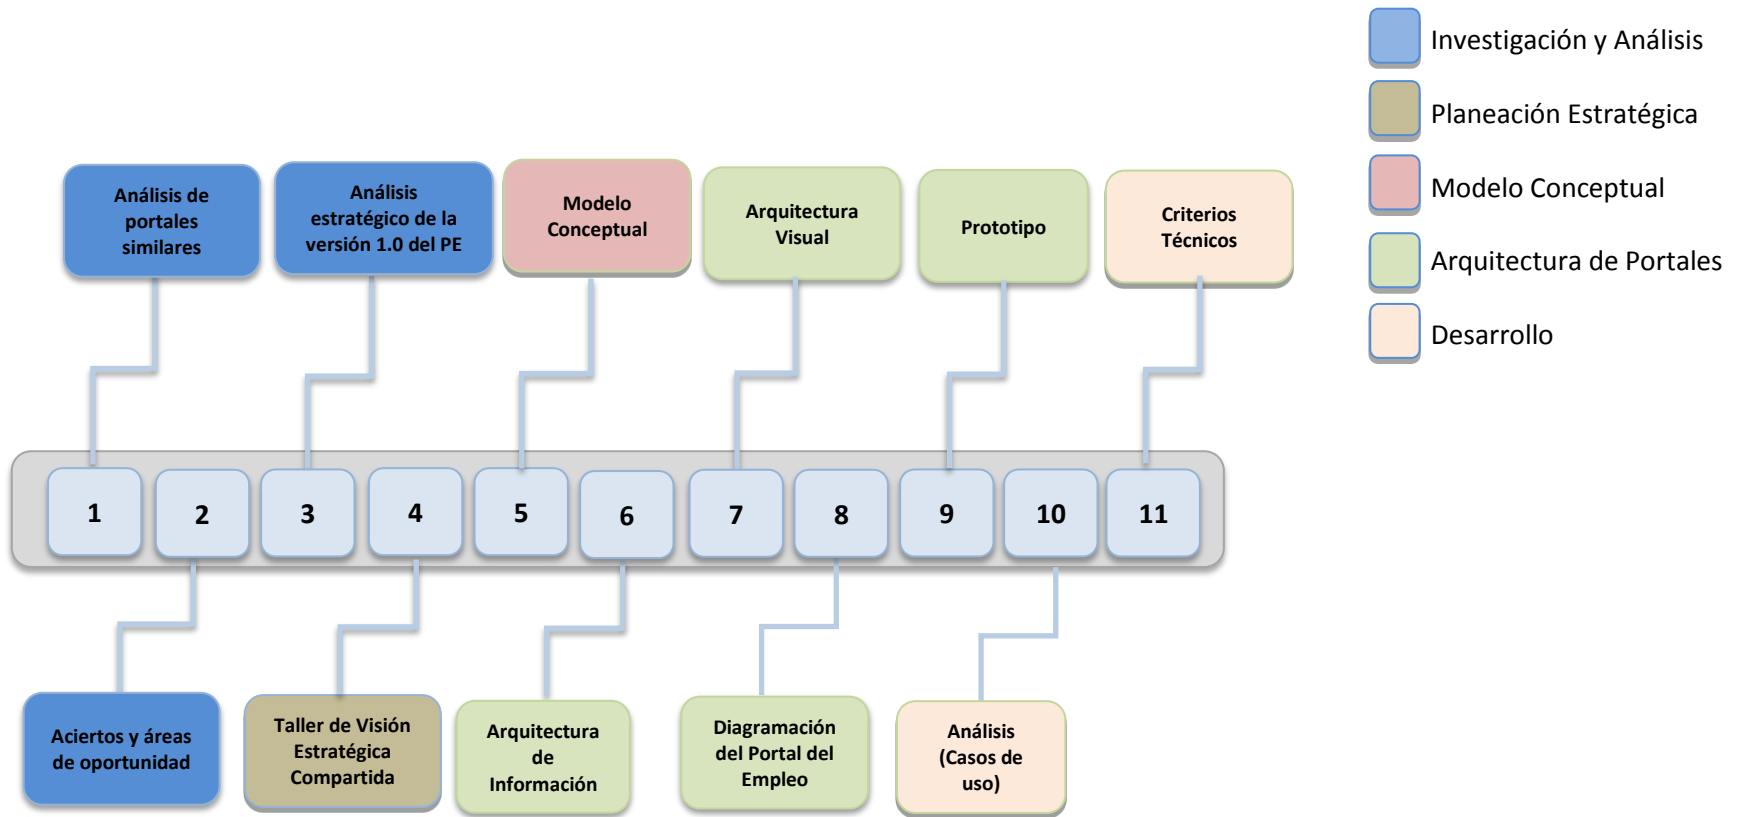 Investigación y Análisis
Planeación Estratégica
Modelo Conceptual
Arquitectura de Portales
Desarrollo
Análisis de
portales
similares
Análisis
estratégico de la
versión 1.0 del PE
Modelo
Conceptual
Arquitectura
Visual
Prototipo
Criterios
Técnicos
1
2
3
4
5
6
7
8
9
10
11
Aciertos y áreas
de oportunidad
Taller de Visión
Estratégica
Compartida
Arquitectura
de
Información
Diagramación
del Portal del
Empleo
Análisis
(Casos de
uso)